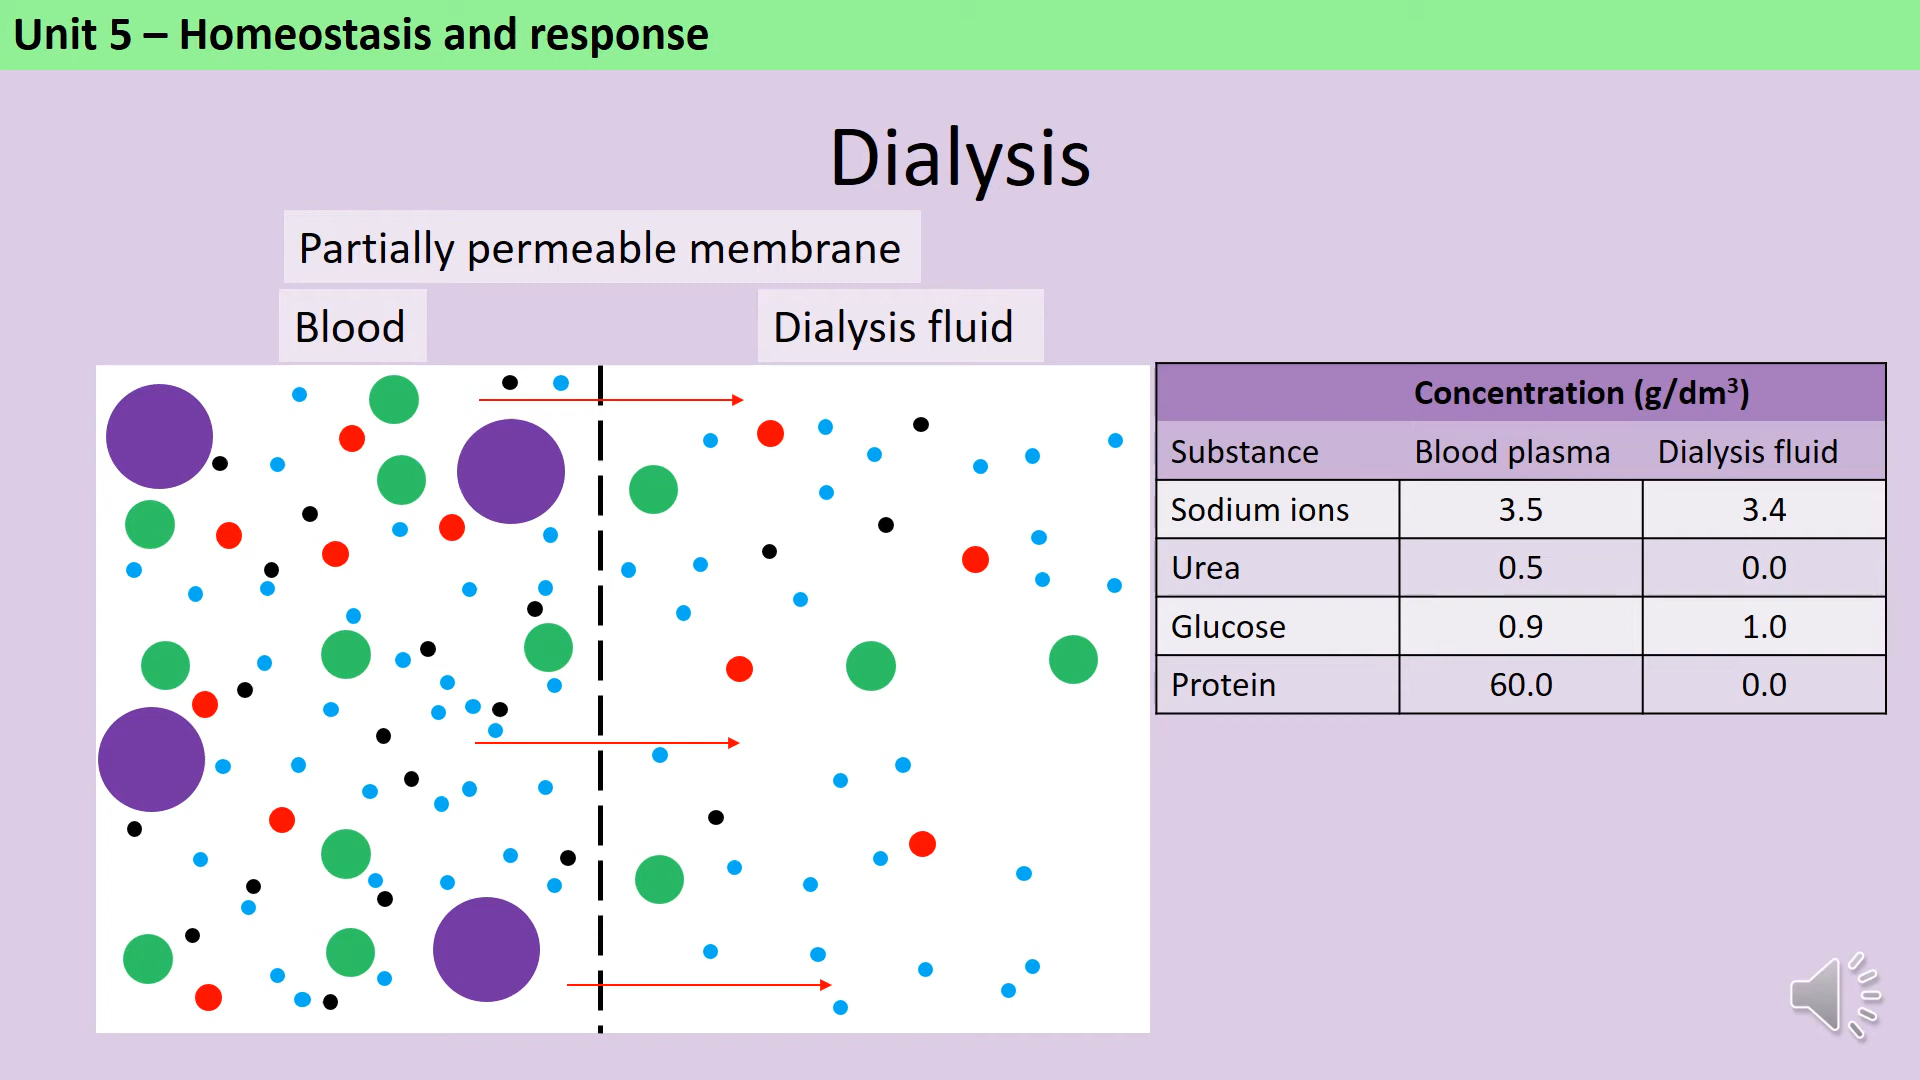 Unit 5 – Homeostasis and response
Dialysis
Partially permeable membrane
Blood
Dialysis fluid
Concentration (g/dm³)
Substance Blood plasma Dialysis fluid
Sodium ions 3.5 3.4
Urea 0.5 0.0
Glucose 0.9 1.0
Protein 60.0 0.0